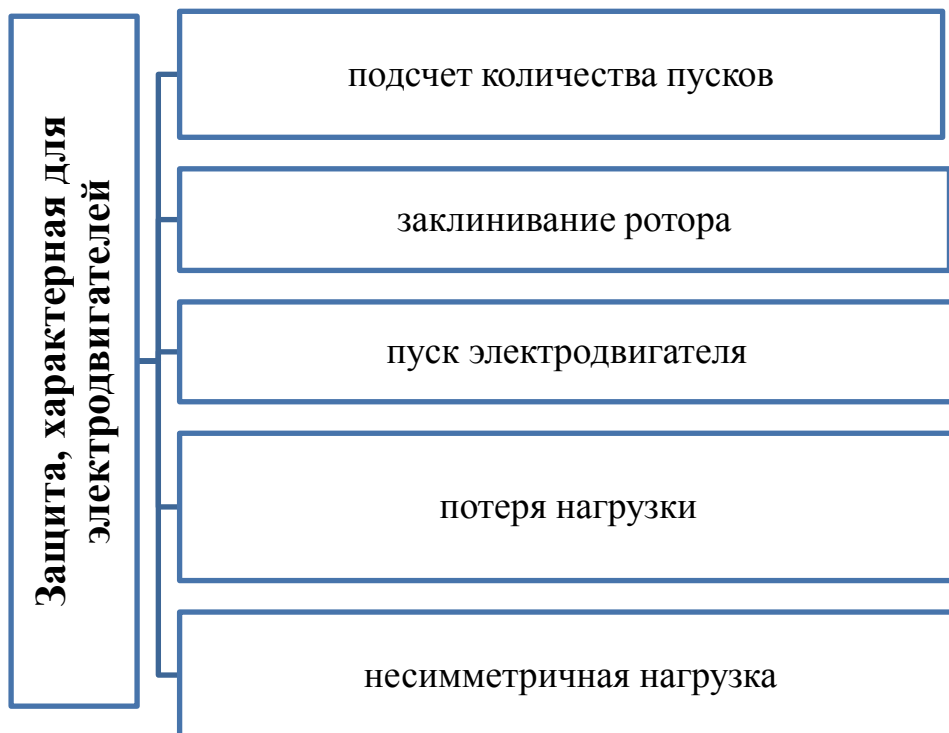 Защита, характерная для
электродвигателей
подсчет количества пусков
заклинивание ротора
пуск электродвигателя
потеря нагрузки
несимметричная нагрузка